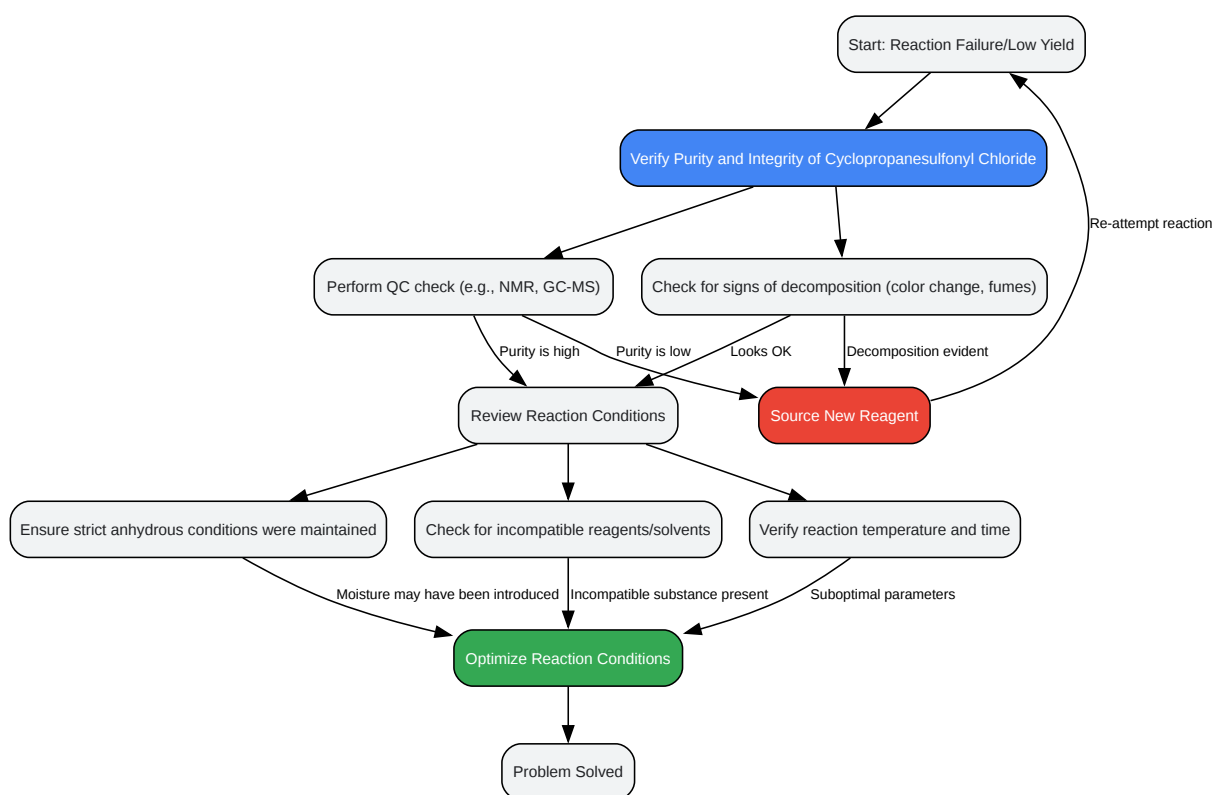 Start: Reaction Failure/Low Yield
Verify Purity and Integrity of Cyclopropanesulfonyl Chloride
Re-attempt reaction
Perform QC check (e.g., NMR, GC-MS)
Check for signs of decomposition (color change, fumes)
Purity is high
Purity is low
Looks OK
Decomposition evident
Review Reaction Conditions
Source New Reagent
Ensure strict anhydrous conditions were maintained
Check for incompatible reagents/solvents
Verify reaction temperature and time
Moisture may have been introduced
Incompatible substance present
Suboptimal parameters
Optimize Reaction Conditions
Problem Solved